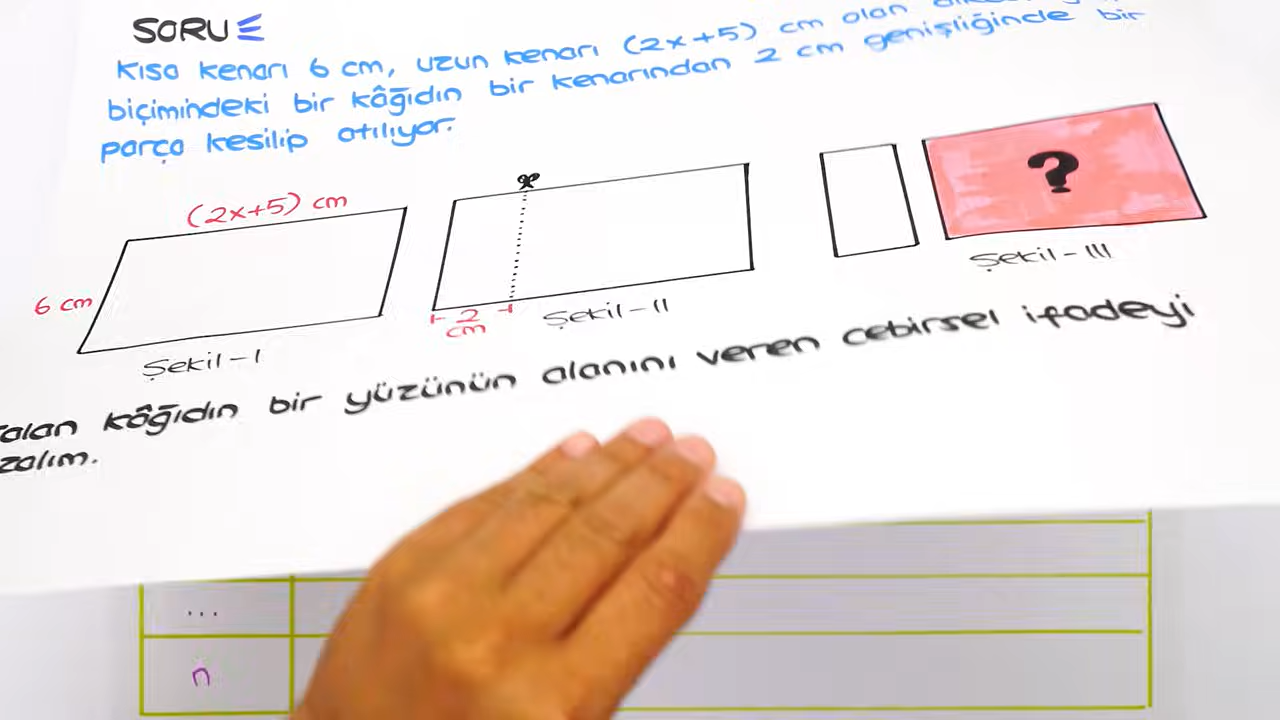 SORU
Kısa kenarı 6 cm, uzun kenarı (2x+5) cm olan
biçimindeki bir kâğıdın bir kenarından 2 cm genişliğinde bir
parça kesilip atılıyor.
(2x+5) cm
6 cm
2
cm
?
Şekil-I
Şekil-II
Şekil-III
kâğıdın bir yüzünün alanını veren cebirsel ifadeyi
...
n